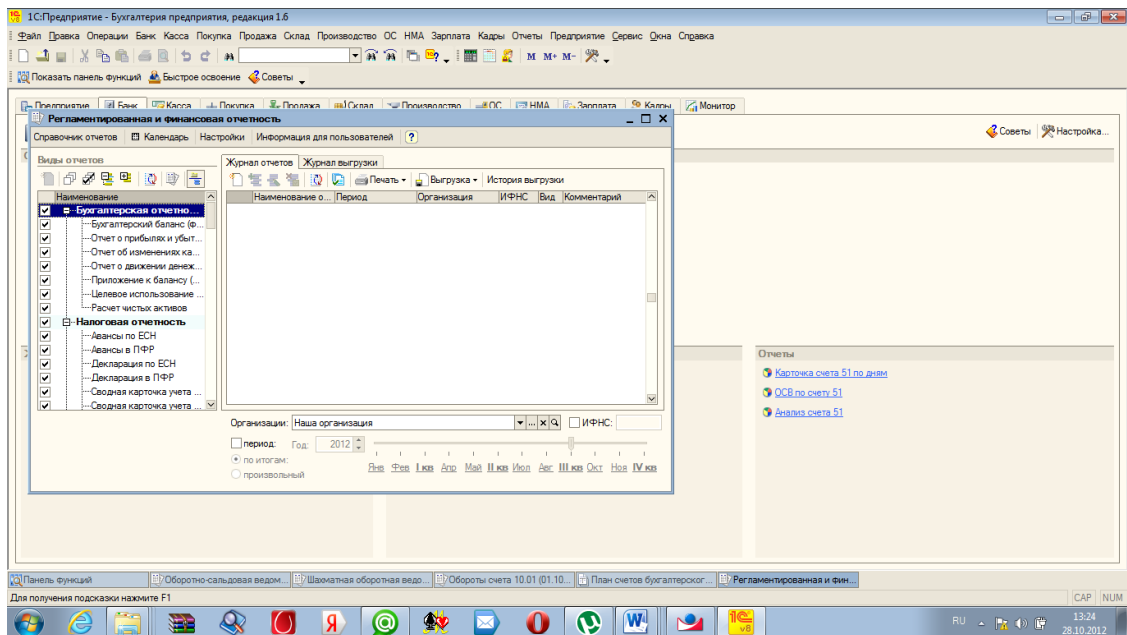 1С:Предприятие - Бухгалтерия предприятия, редакция 1.6
Файл Правка Операции Банк Касса Покупка Продажа Склад Производство ОС НМА Зарплата Кадры Отчеты Предприятие Сервис Окна Справка
M M+ M-
Показать панель функций Быстрое освоение Советы
Предприятие Банк Касса Покупка Продажа Склад Производство ОС НМА Зарплата Кадры Монитор
Регламентированная и финансовая отчетность
Справочник отчетов Календарь Настройки Информация для пользователей ?
Советы Настройка...
Виды отчетов
Журнал отчетов Журнал выгрузки
Печать Выгрузка История выгрузки
Наименование
Наименование о... Период Организация ИФНС Вид Комментарий
Бухгалтерская отчетно...
Бухгалтерский баланс (ф...
Отчет о прибылях и убыт...
Отчет об изменениях ка...
Отчет о движении денеж...
Приложение к балансу (...
Целевое использование ...
Расчет чистых активов
Налоговая отчетность
Авансы по ЕСН
Авансы в ПФР
Декларация по ЕСН
Декларация в ПФР
Сводная карточка учета ...
Сводная карточка учета ...
Отчеты
Карточка счета 51 по дням
ОСВ по счету 51
Анализ счета 51
Организации: Наша организация ... x ИФНС:
период: Год: 2012
по итогам:
произвольный
Янв Фев I кв Апр Май II кв Июл Авг III кв Окт Ноя IV кв
Панель функций Оборотно-сальдовая ведом... Шахматная оборотная ведо... Обороты счета 10.01 (01.10... План счетов бухгалтерског... Регламентированная и фин...
Для получения подсказки нажмите F1
CAP NUM
RU
13:24
28.10.2012